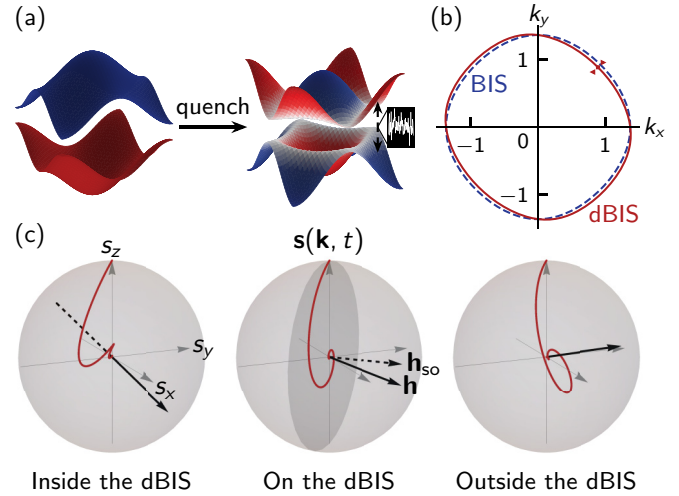 (a)
quench
(b)
k_y
BIS
1
−1
0
1
k_x
−1
dBIS
(c)
s_z
s_y
s_x
s(k, t)
h_so
h
Inside the dBIS
On the dBIS
Outside the dBIS